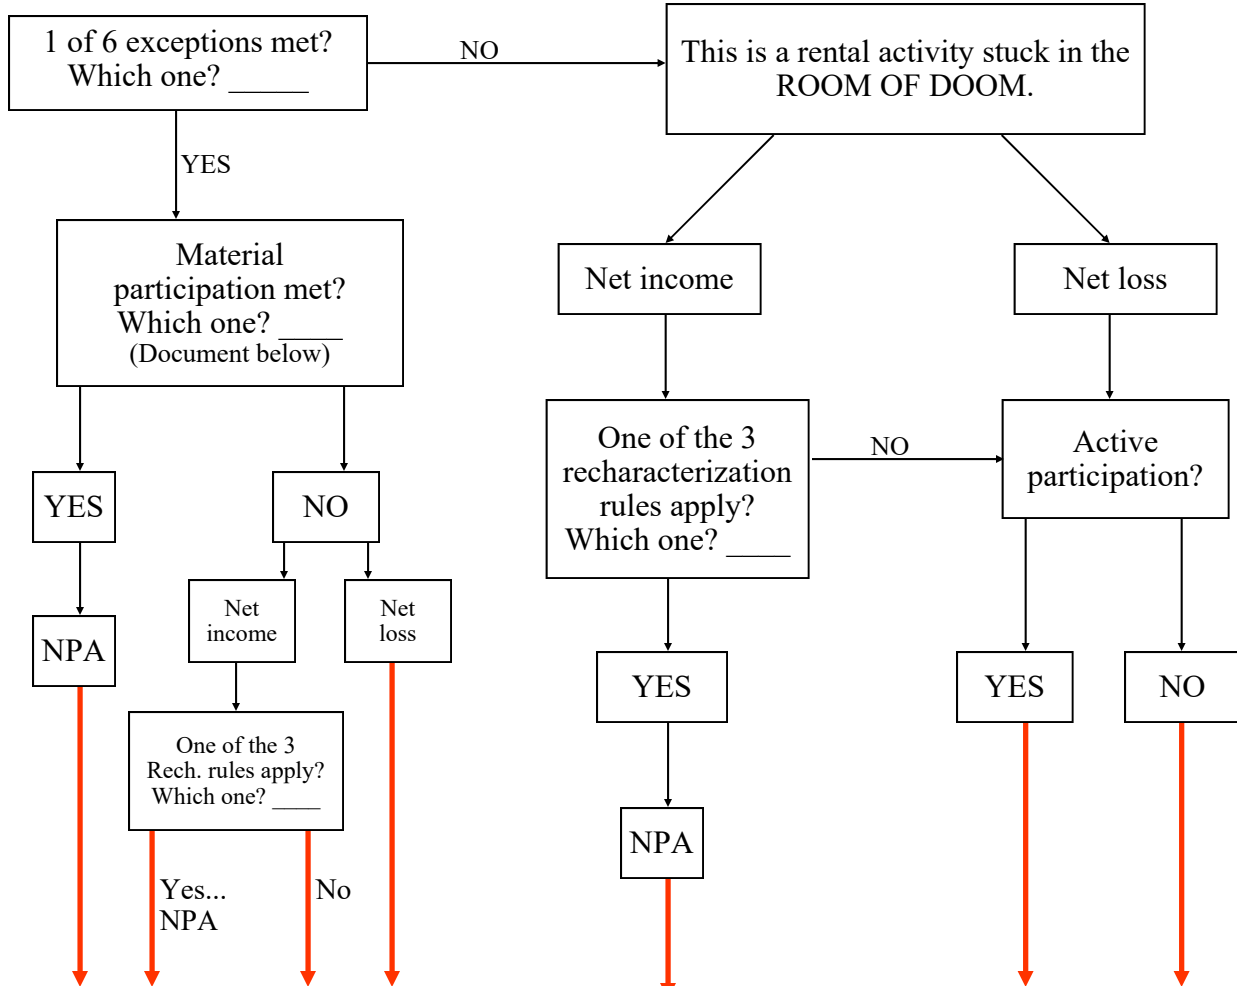 1 of 6 exceptions met?
Which one? _____
NO
This is a rental activity stuck in the
ROOM OF DOOM.
YES
Material
participation met?
Which one? ____
(Document below)
Net income
Net loss
One of the 3
recharacterization
rules apply?
Which one? ____
NO
Active
participation?
YES
NO
Net
income
Net
loss
NPA
YES
YES
NO
One of the 3
Rech. rules apply?
Which one? ____
NPA
Yes...
NPA
No